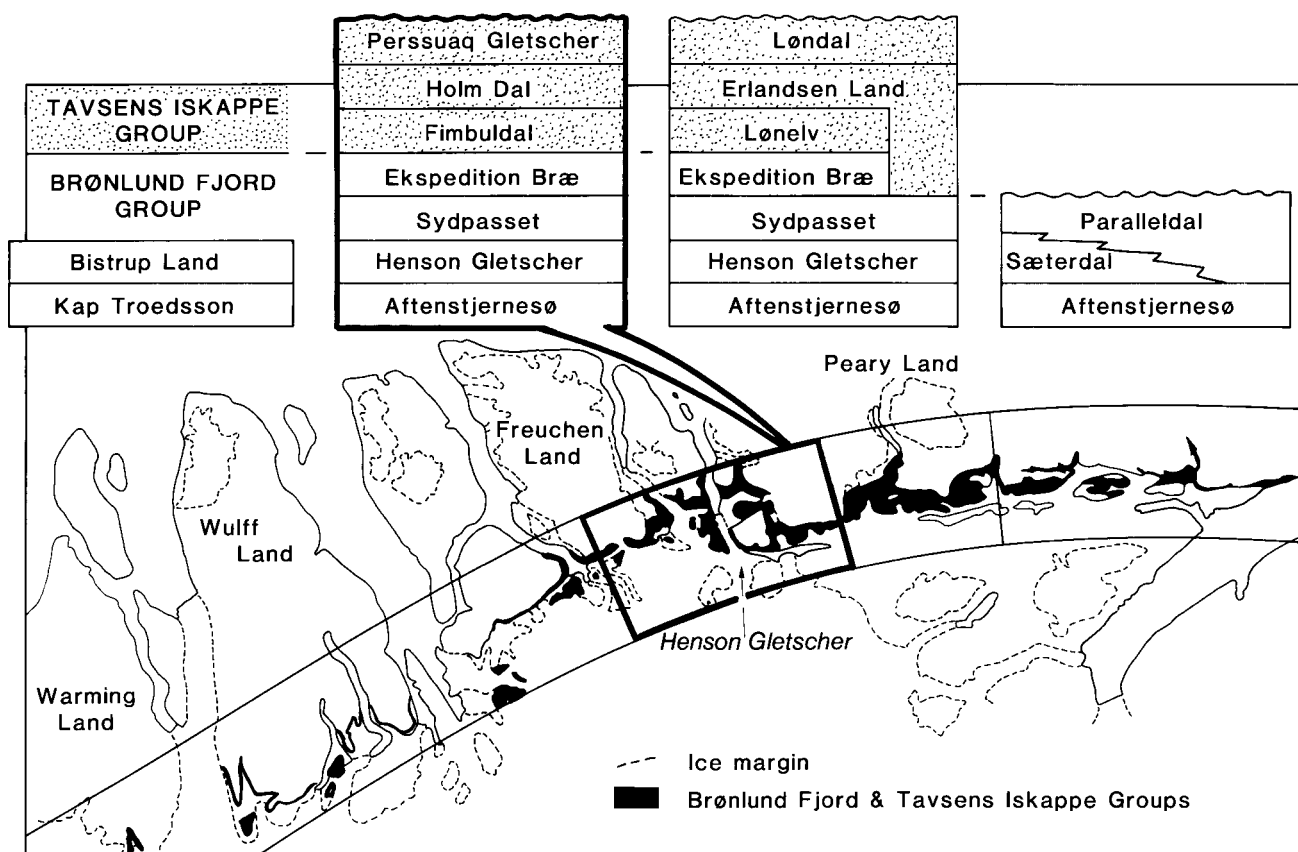 TAVSENS ISKAPPE
GROUP
BRØNLUND FJORD
GROUP
Bistrup Land
Kap Troedsson
Perssuaq Gletscher
Holm Dal
Fimbuldal
Ekspedition Bræ
Sydpasset
Henson Gletscher
Aftenstjernesø
Løndal
Erlandsen Land
Lønelv
Ekspedition Bræ
Sydpasset
Henson Gletscher
Aftenstjernesø
Paralleldal
Sæterdal
Aftenstjernesø
Peary Land
Freuchen
Land
Wulff
Land
Henson Gletscher
Warming
Land
Ice margin
Brønlund Fjord & Tavsens Iskappe Groups